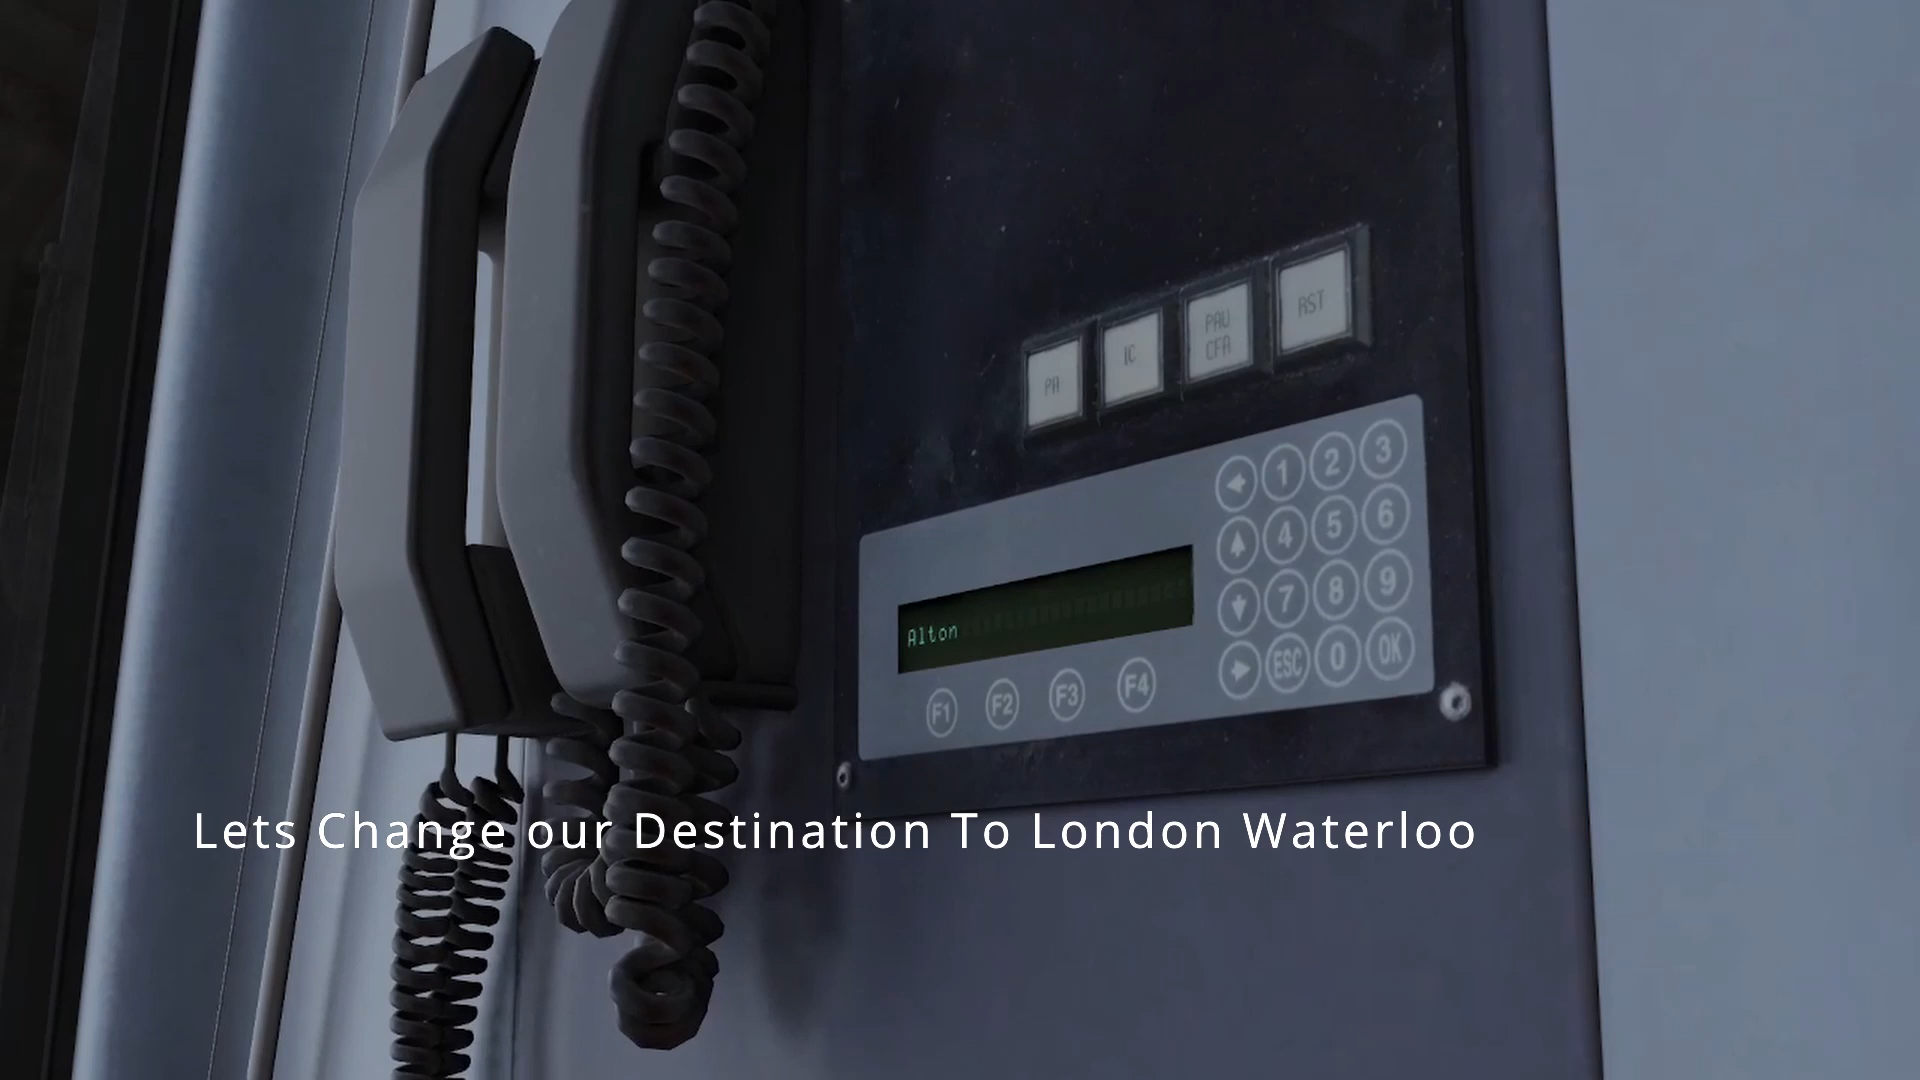 PA
IC
PAU
CFA
RST
1 2 3
4 5 6
7 8 9
ESC 0 OK
Alton
F1 F2 F3 F4
Lets Change our Destination To London Waterloo